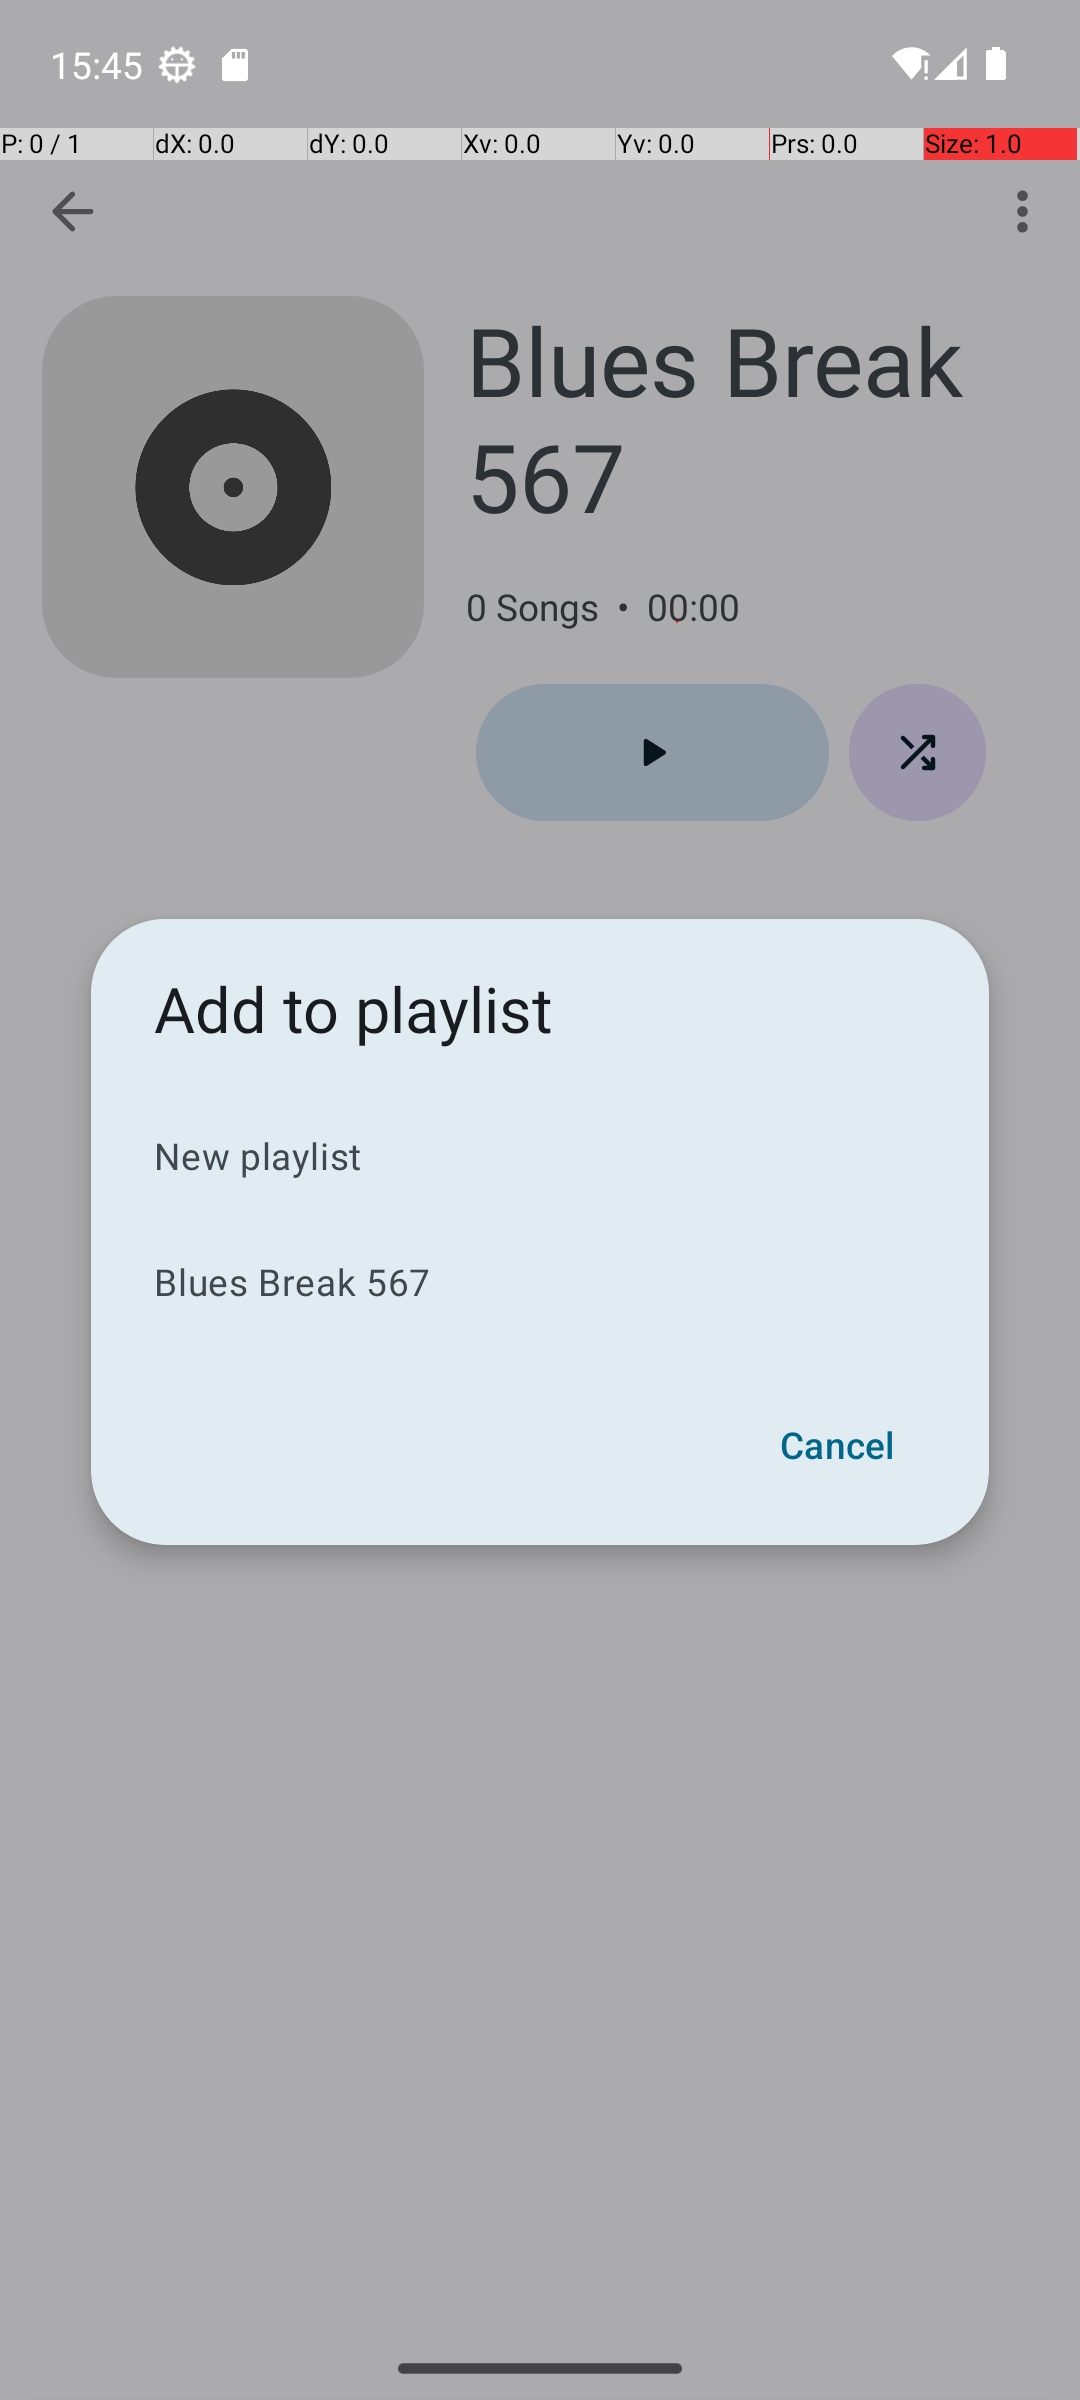 15:45
P: 0 / 1 dX: 0.0 dY: 0.0 Xv: 0.0 Yv: 0.0 Prs: 0.0 Size: 1.0
Blues Break
567
0 Songs • 00:00
Add to playlist
New playlist
Blues Break 567
Cancel